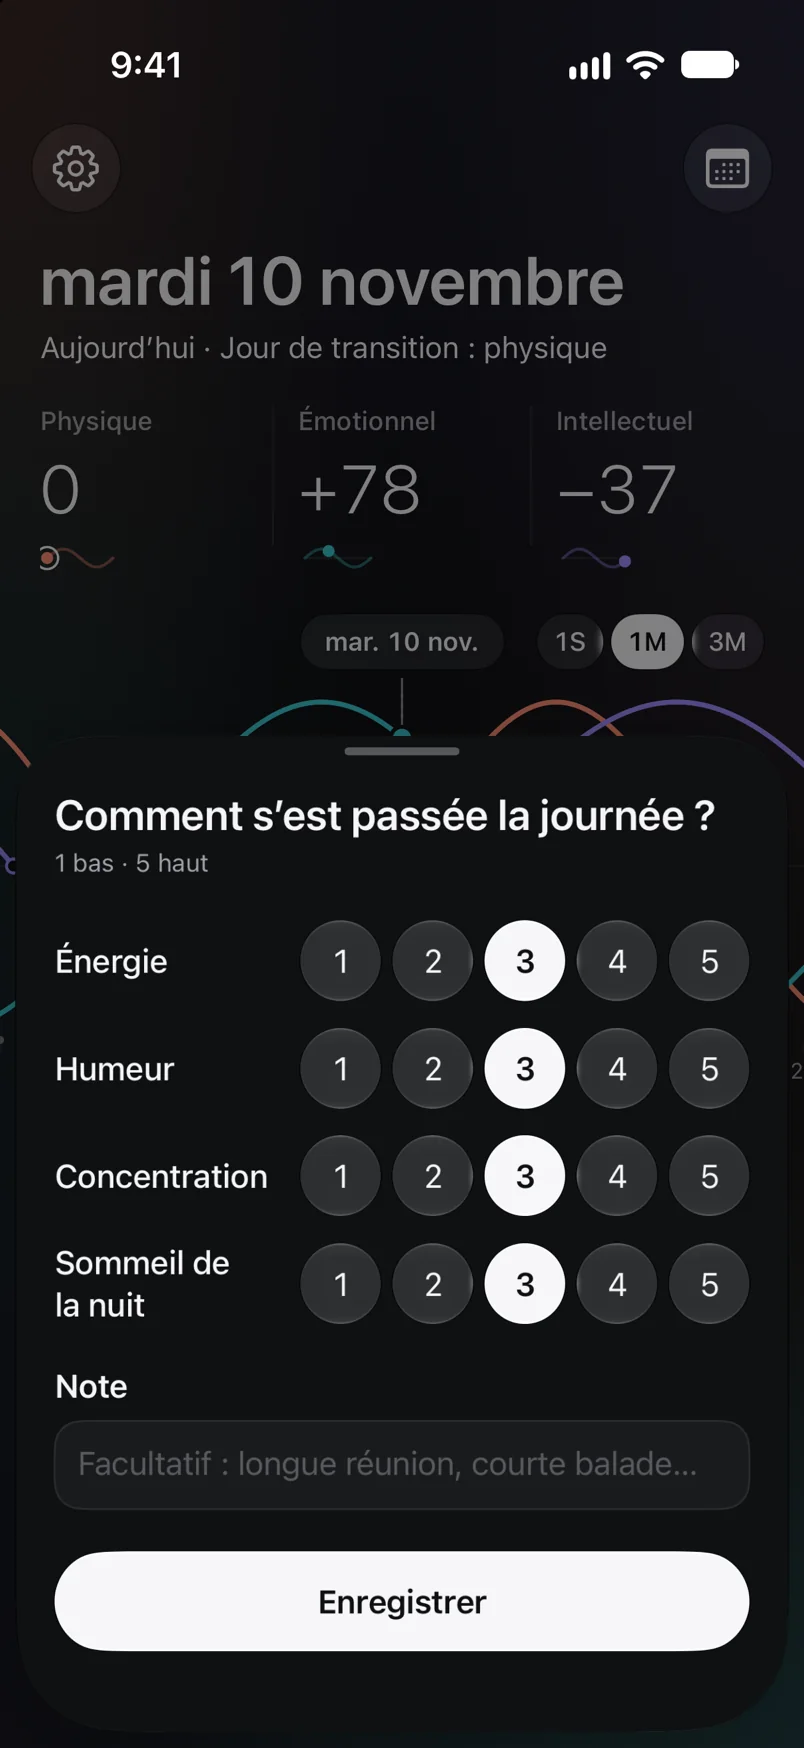 9:41
mardi 10 novembre
Aujourd’hui · Jour de transition : physique
Physique Émotionnel Intellectuel
0 +78 −37
mar. 10 nov. 1S 1M 3M
Comment s’est passée la journée ?
1 bas · 5 haut
Énergie 1 2 3 4 5
Humeur 1 2 3 4 5
2
Concentration 1 2 3 4 5
Sommeil de
la nuit 1 2 3 4 5
Note
Facultatif : longue réunion, courte balade…
Enregistrer